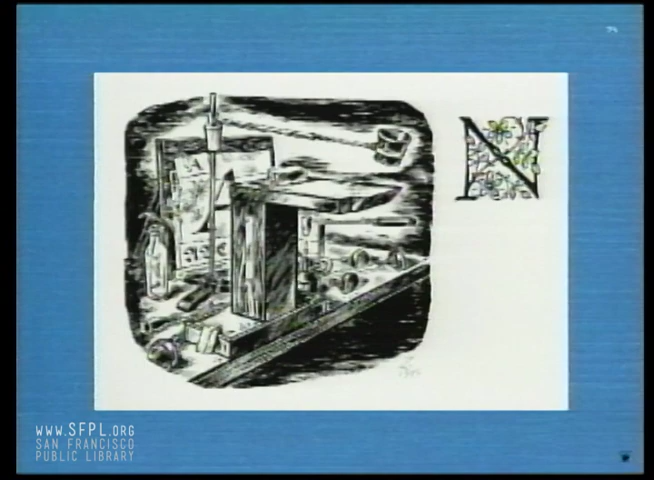 N
A
www.SFPL.ORG
SAN FRANCISCO
PUBLIC LIBRARY